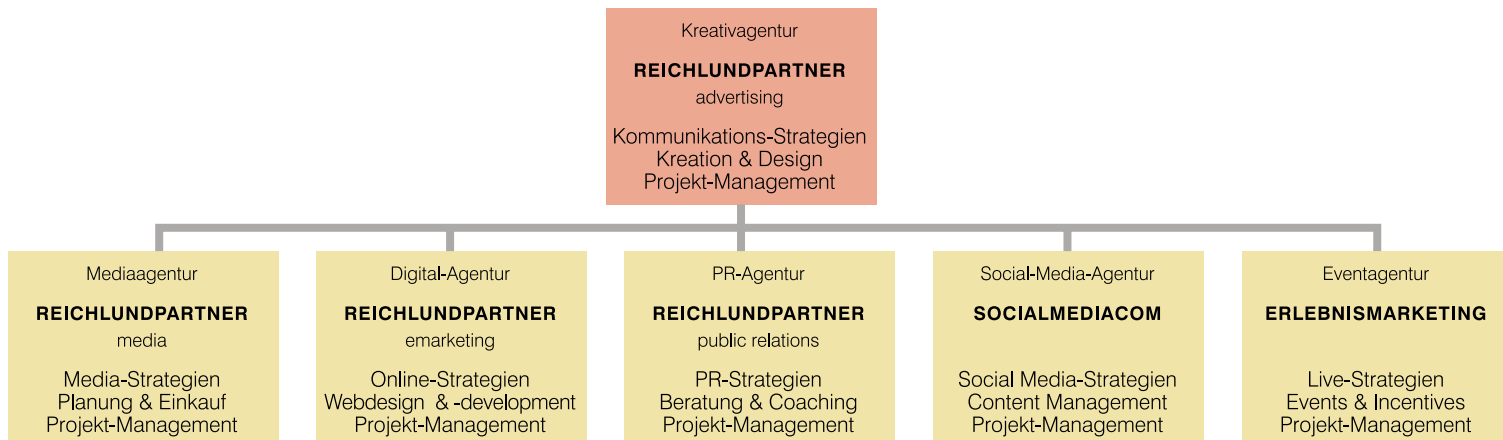 Kreativagentur
REICHLUNDPARTNER
advertising
Kommunikations-Strategien
Kreation & Design
Projekt-Management
Mediaagentur
REICHLUNDPARTNER
media
Media-Strategien
Planung & Einkauf
Projekt-Management
Digital-Agentur
REICHLUNDPARTNER
emarketing
Online-Strategien
Webdesign & -development
Projekt-Management
PR-Agentur
REICHLUNDPARTNER
public relations
PR-Strategien
Beratung & Coaching
Projekt-Management
Social-Media-Agentur
SOCIALMEDIACOM
Social Media-Strategien
Content Management
Projekt-Management
Eventagentur
ERLEBNISMARKETING
Live-Strategien
Events & Incentives
Projekt-Management